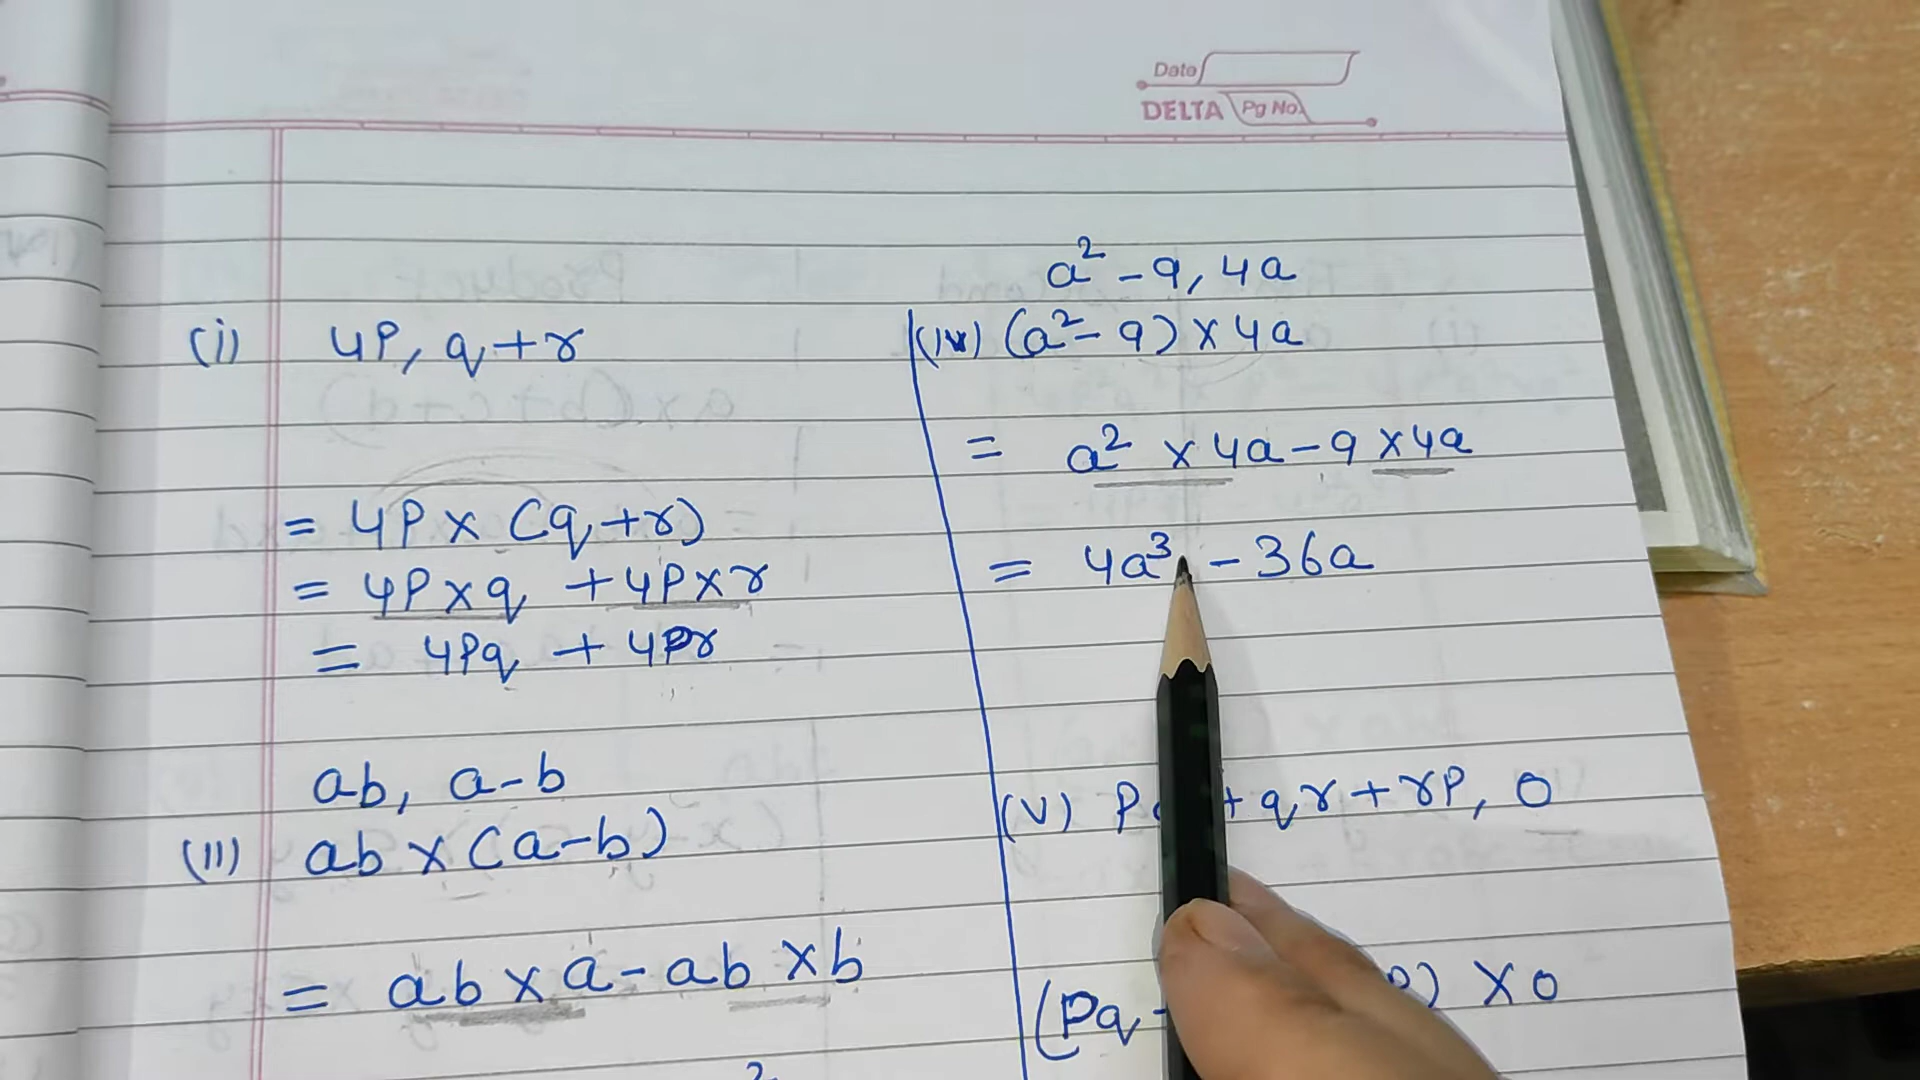 Date
DELTA Pg No.
(i) 4P, q+r
= 4P × (q+r)
= 4P×q +4P×r
= 4Pq + 4Pr
ab, a-b
(II) ab × (a-b)
= ab × a - ab × b
2
a² - 9, 4a
(IV) (a² - 9) × 4a
= a² × 4a - 9 × 4a
= 4a³ - 36a
(V) P + qr + rP, 0
(Pq ) × 0